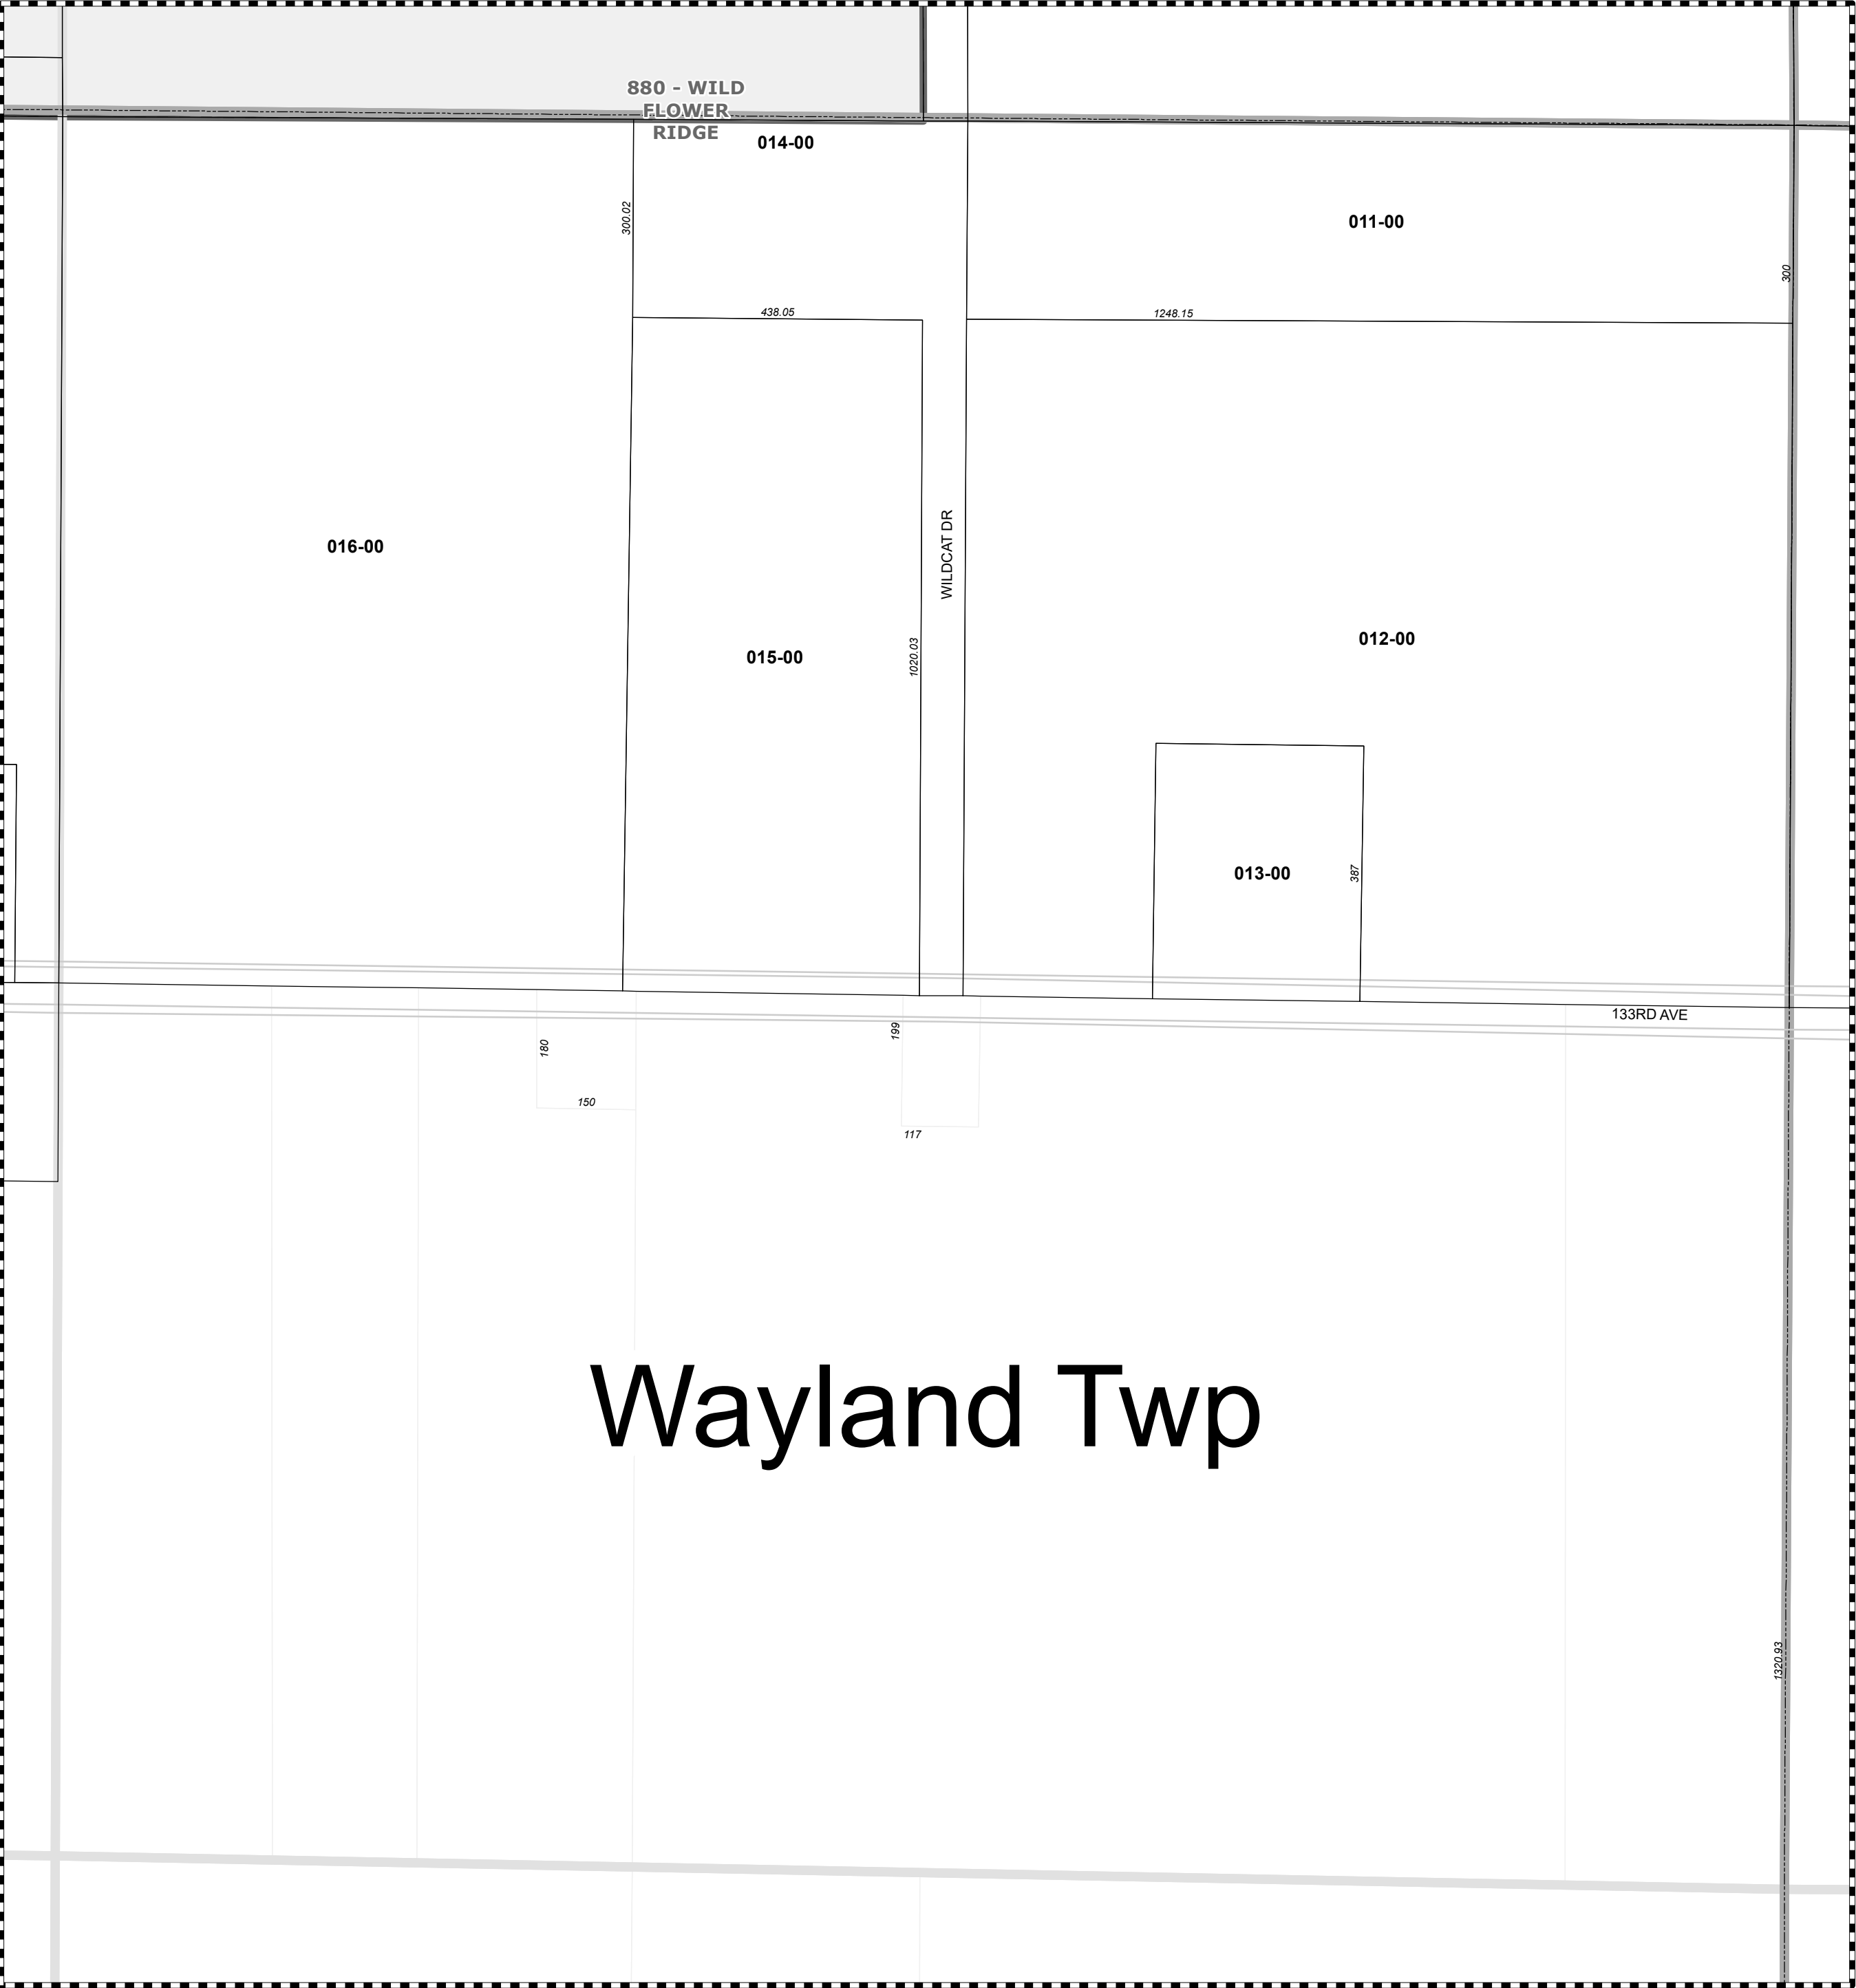 880 - WILD
FLOWER
RIDGE
014-00
300.02
011-00
300
438.05
1248.15
WILDCAT DR
016-00
012-00
015-00
1020.03
013-00
387
133RD AVE
199
180
150
117
Wayland Twp
1320.93